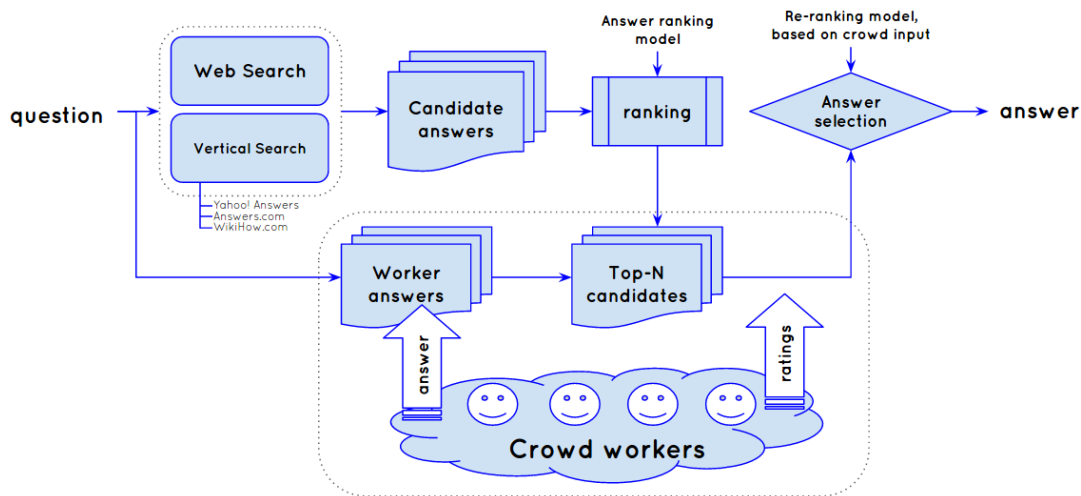 Answer ranking
model
Re-ranking model,
based on crowd input
Web Search
Vertical Search
Yahoo! Answers
Answers.com
WikiHow.com
question
Candidate
answers
ranking
Answer
selection
answer
Worker
answers
Top-N
candidates
answer
ratings
Crowd workers